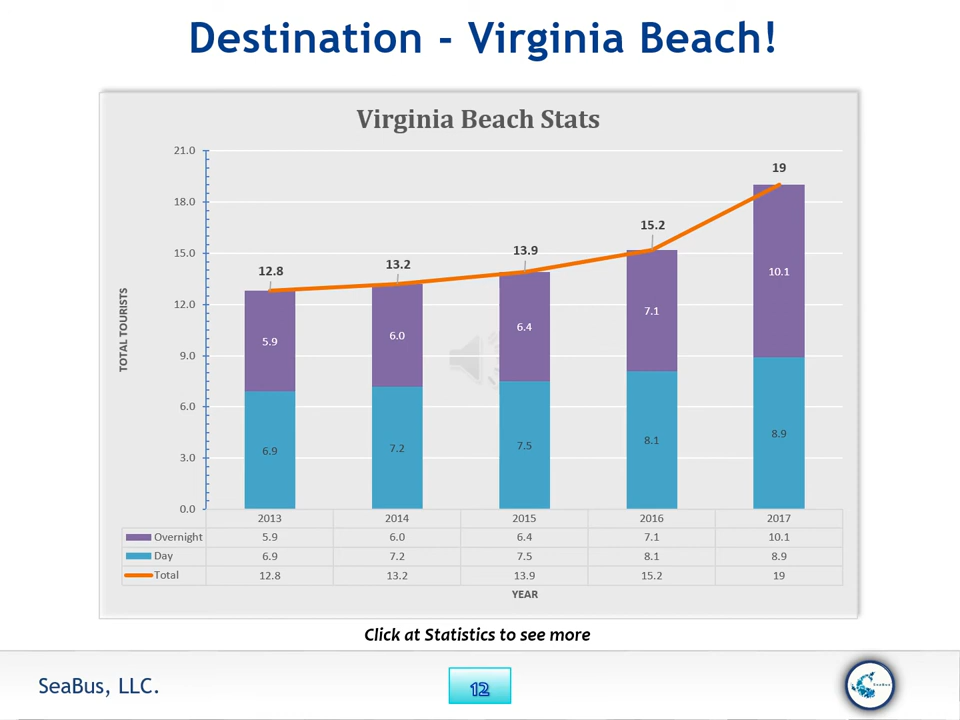 Destination - Virginia Beach!
Virginia Beach Stats
21.0
18.0
15.0
12.0
9.0
6.0
3.0
0.0
TOTAL TOURISTS
12.8
13.2
13.9
15.2
19
5.9
6.0
6.4
7.1
10.1
6.9
7.2
7.5
8.1
8.9
2013 2014 2015 2016 2017
Overnight 5.9 6.0 6.4 7.1 10.1
Day 6.9 7.2 7.5 8.1 8.9
Total 12.8 13.2 13.9 15.2 19
YEAR
Click at Statistics to see more
SeaBus, LLC.
12
SeaBus